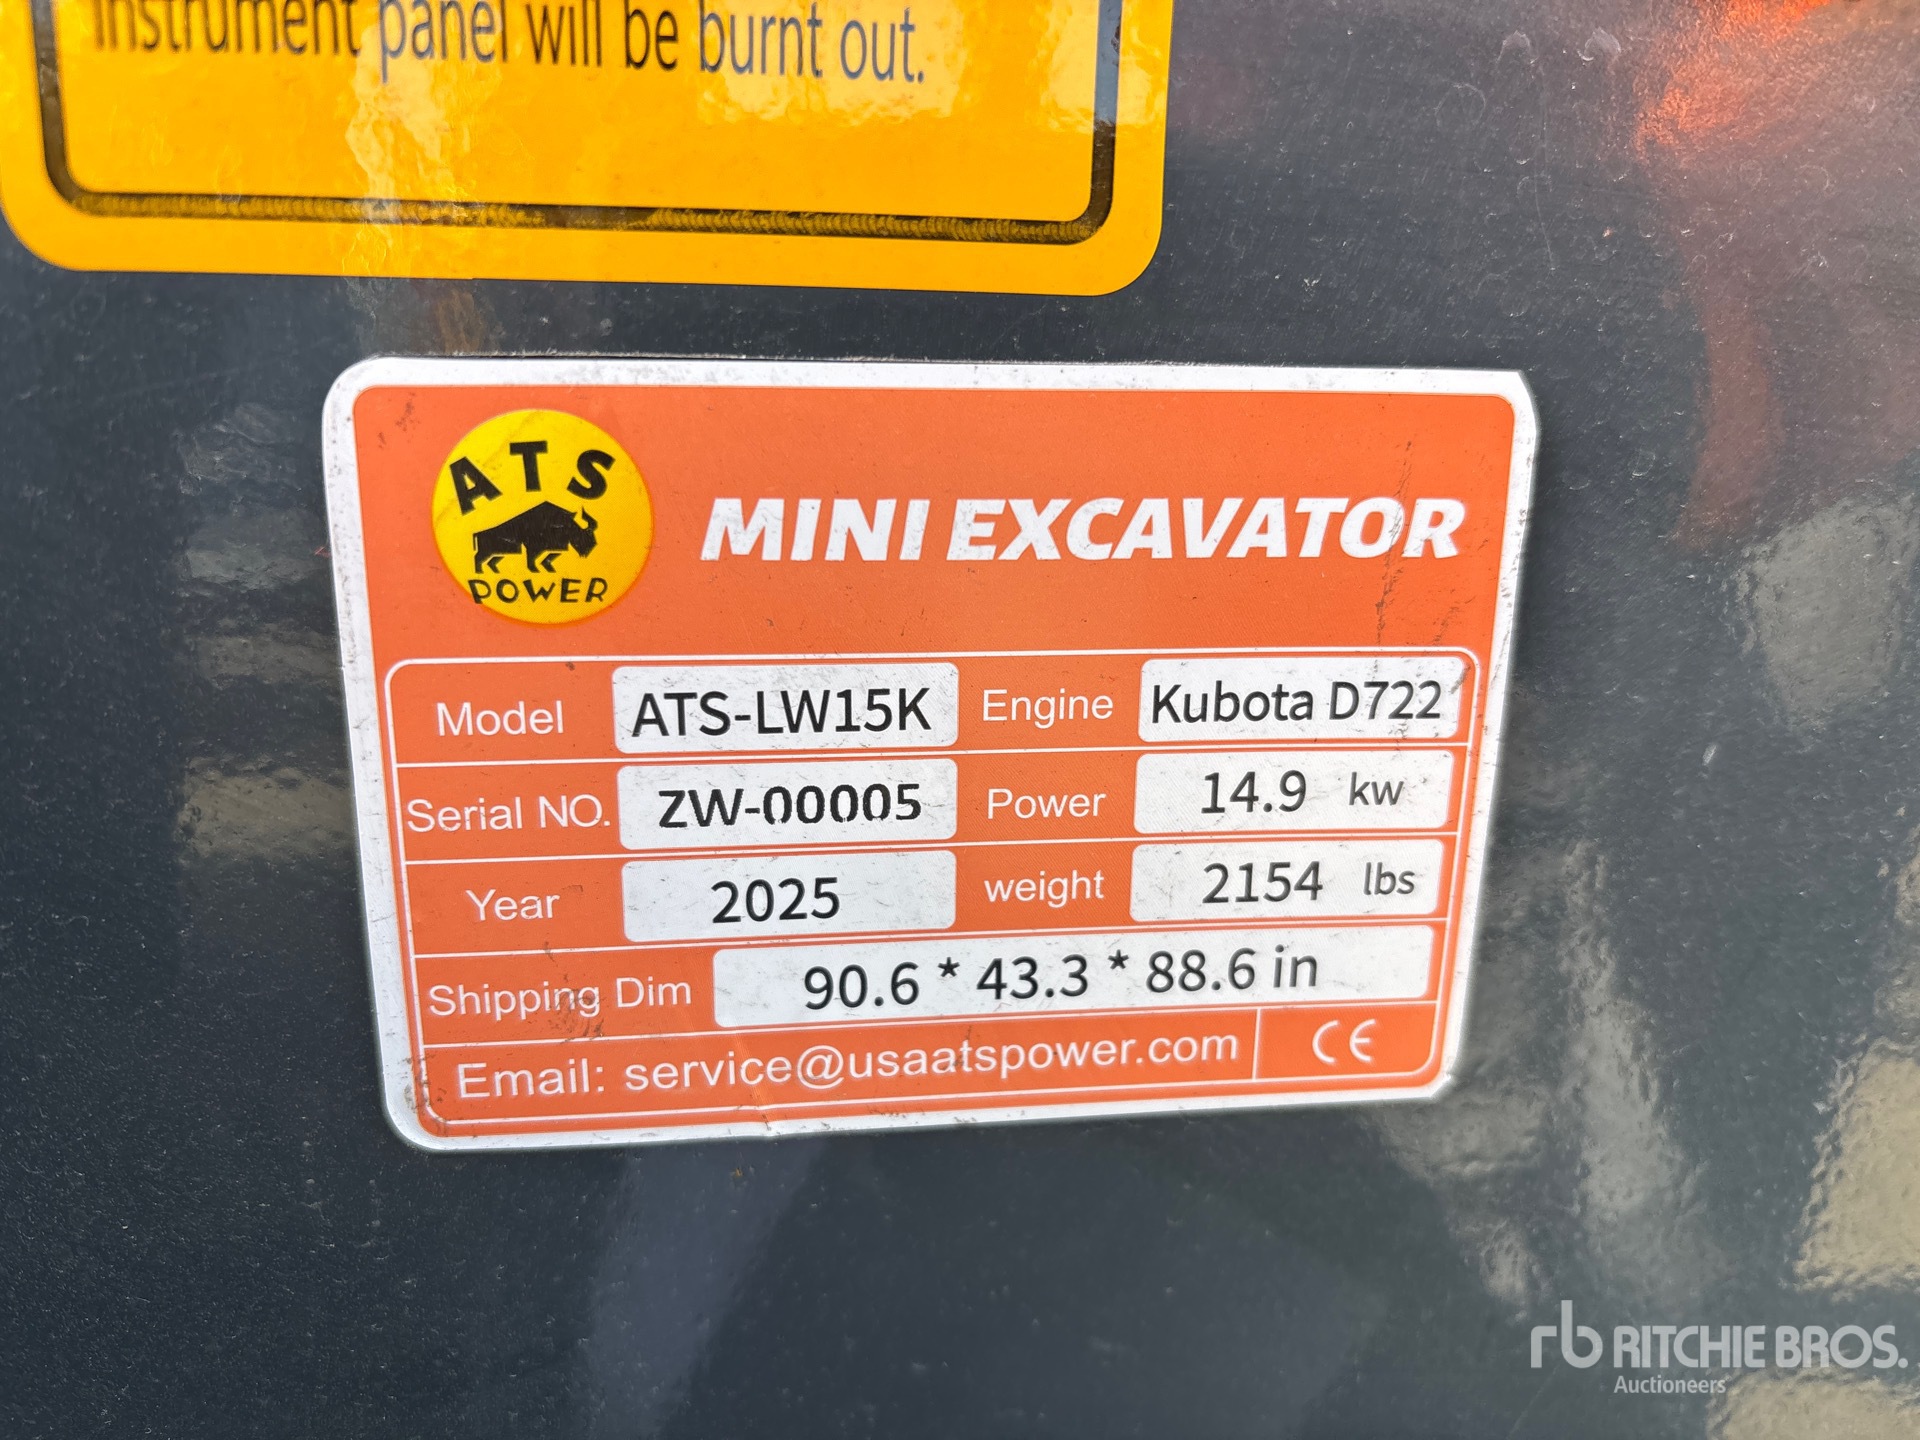 instrument panel will be burnt out.
ATS
POWER
MINI EXCAVATOR
Model ATS-LW15K Engine Kubota D722
Serial NO. ZW-00005 Power 14.9 kw
Year 2025 weight 2154 lbs
Shipping Dim 90.6 * 43.3 * 88.6 in
Email: service@usaatspower.com CE
rb RITCHIE BROS.
Auctioneers